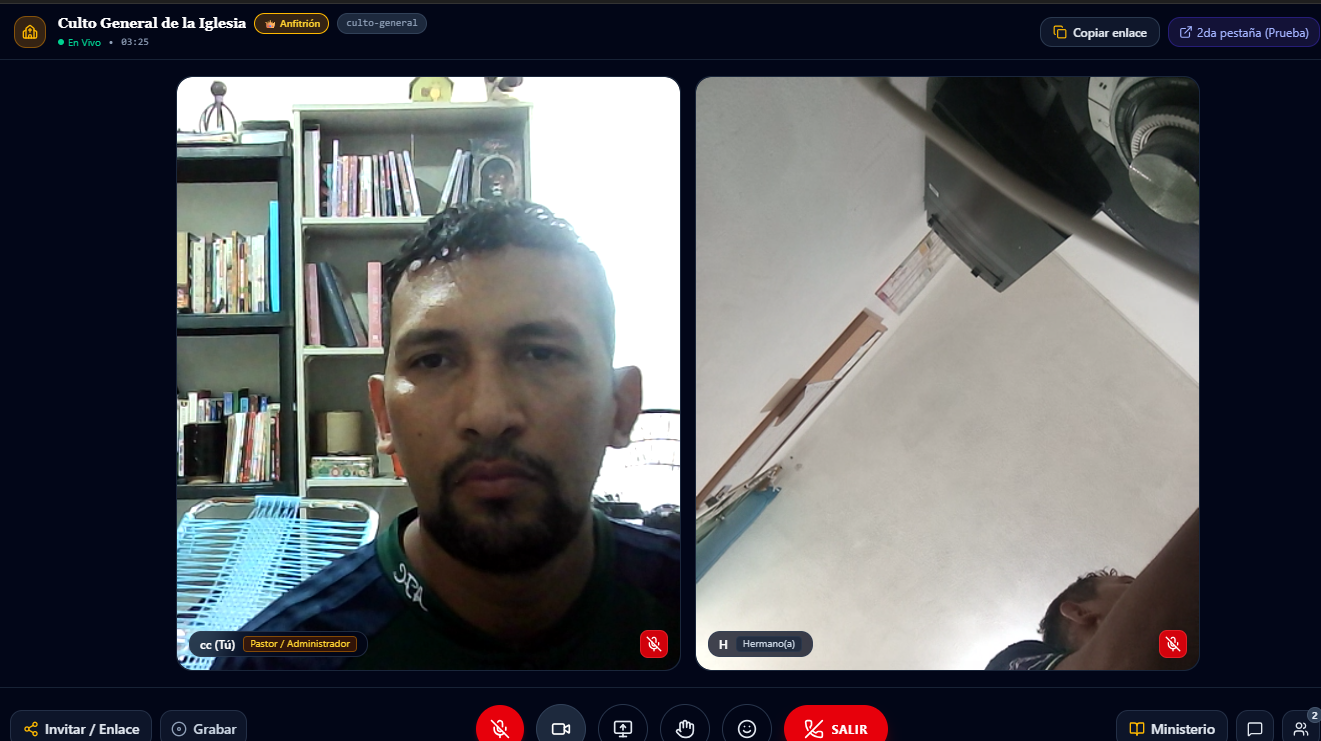 Culto General de la Iglesia
Anfitrión
culto-general
En Vivo • 03:25
Copiar enlace
2da pestaña (Prueba)
cc (Tú)
Pastor / Administrador
H
Hermano(a)
Invitar / Enlace
Grabar
SALIR
Ministerio
2